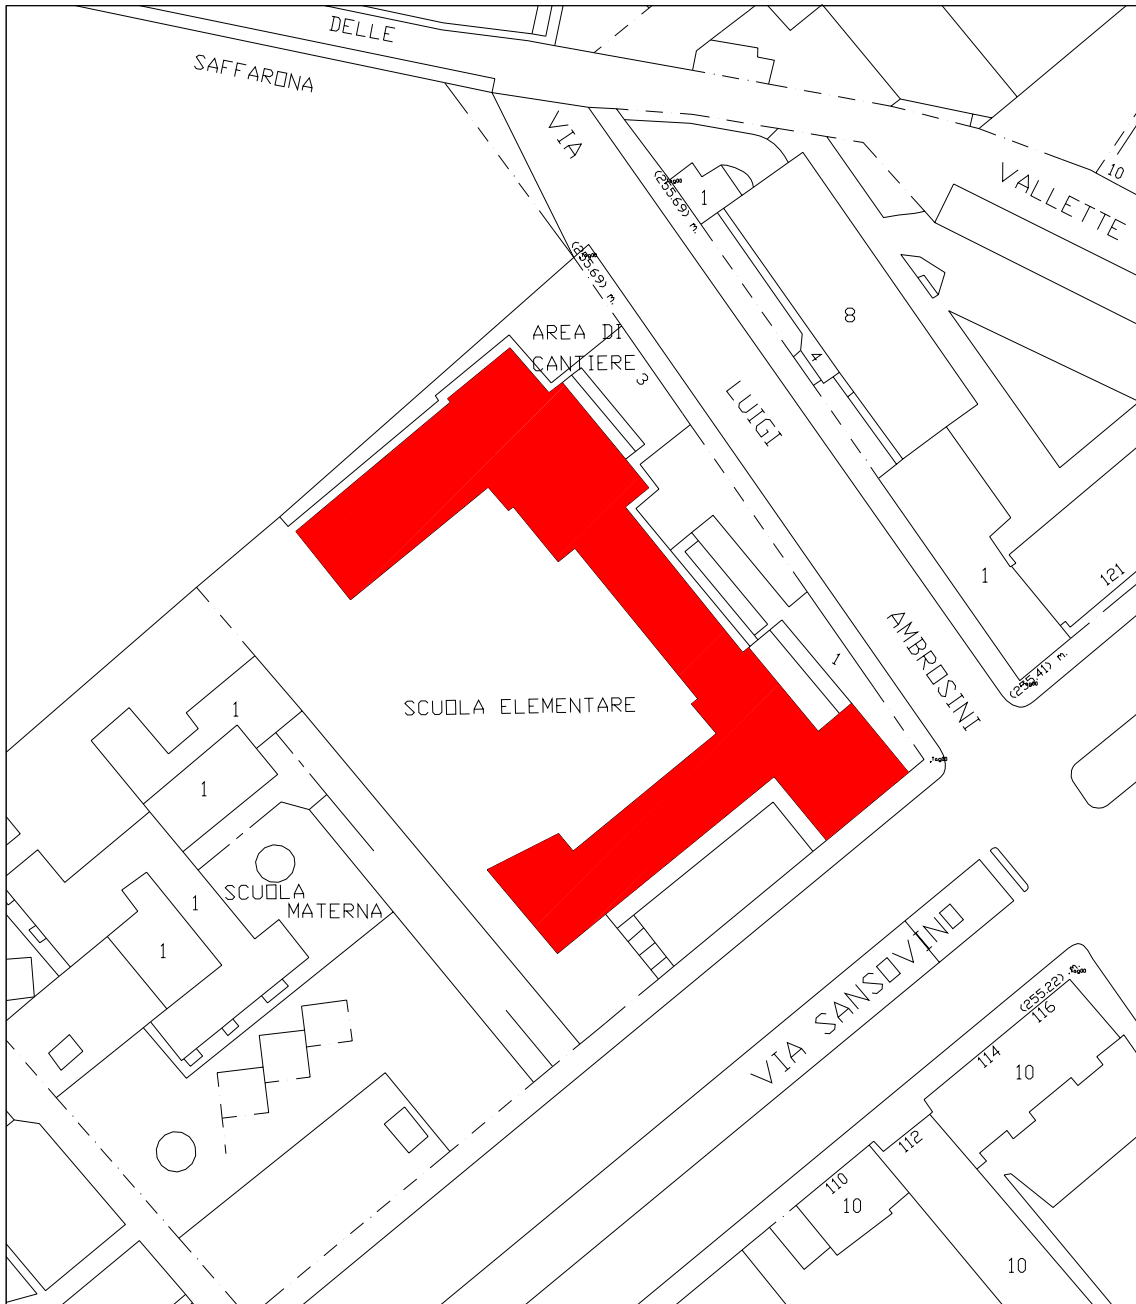 DELLE
SAFFARONA
VIA
10
VALLETTE
(255.69) m.
1
(255.69) m.
8
AREA DI
CANTIERE
3
4
LUIGI
1
121
AMBROSINI
1
(255.41) m.
SCUOLA ELEMENTARE
1
1
SCUOLA
MATERNA
1
1
VIA SANSOVINO
(255.22) m.
116
114
10
112
110
10
10